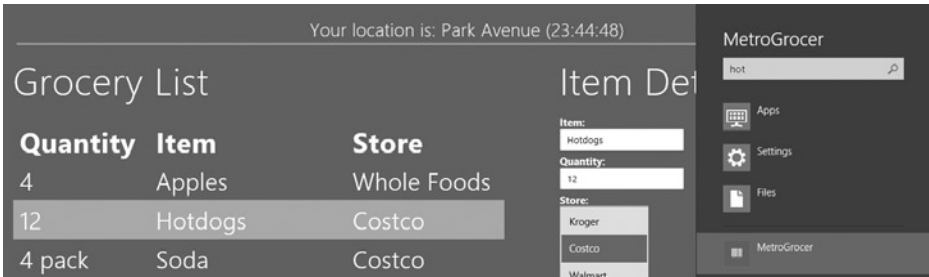 Your location is: Park Avenue (23:44:48)
Grocery List
Quantity Item Store
4 Apples Whole Foods
12 Hotdogs Costco
4 pack Soda Costco
Item Det
Item:
Hotdogs
Quantity:
12
Store:
Kroger
Costco
Walmart
MetroGrocer
hot
Apps
Settings
Files
MetroGrocer